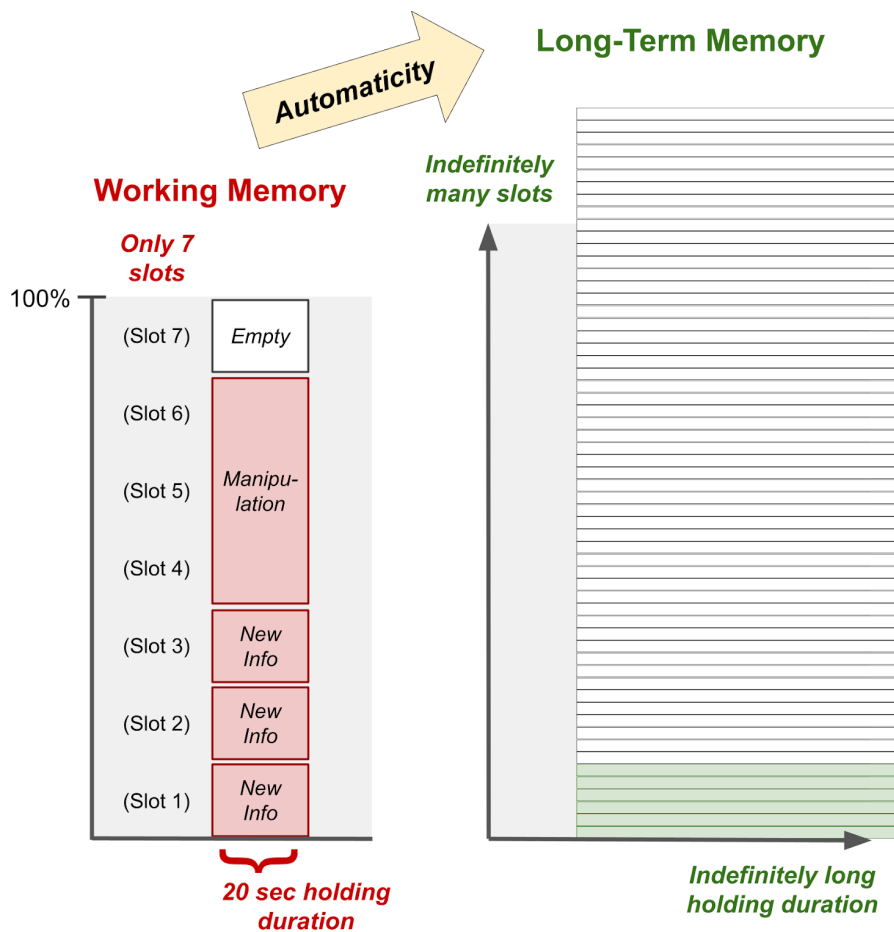 Automaticity
Long-Term Memory
Indefinitely
many slots
Working Memory
Only 7
slots
100%
(Slot 7)
Empty
(Slot 6)
(Slot 5)
Manipu-
lation
(Slot 4)
(Slot 3)
New
Info
(Slot 2)
New
Info
(Slot 1)
New
Info
20 sec holding
duration
Indefinitely long
holding duration